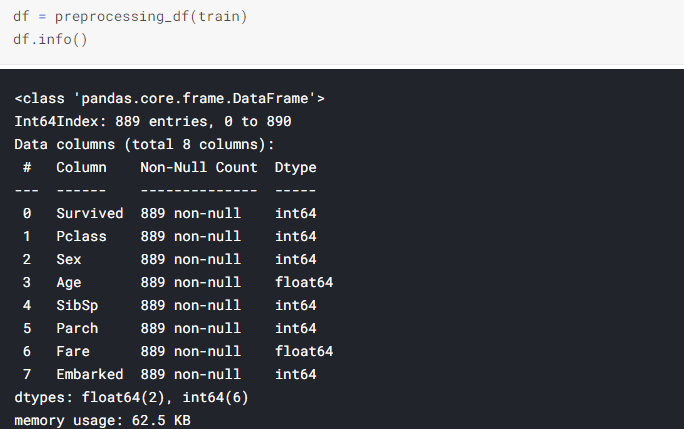 df = preprocessing_df(train)
df.info()
<class 'pandas.core.frame.DataFrame'>
Int64Index: 889 entries, 0 to 890
Data columns (total 8 columns):
 #   Column    Non-Null Count  Dtype
---  ------    --------------  -----
 0   Survived  889 non-null    int64
 1   Pclass    889 non-null    int64
 2   Sex       889 non-null    int64
 3   Age       889 non-null    float64
 4   SibSp     889 non-null    int64
 5   Parch     889 non-null    int64
 6   Fare      889 non-null    float64
 7   Embarked  889 non-null    int64
dtypes: float64(2), int64(6)
memory usage: 62.5 KB